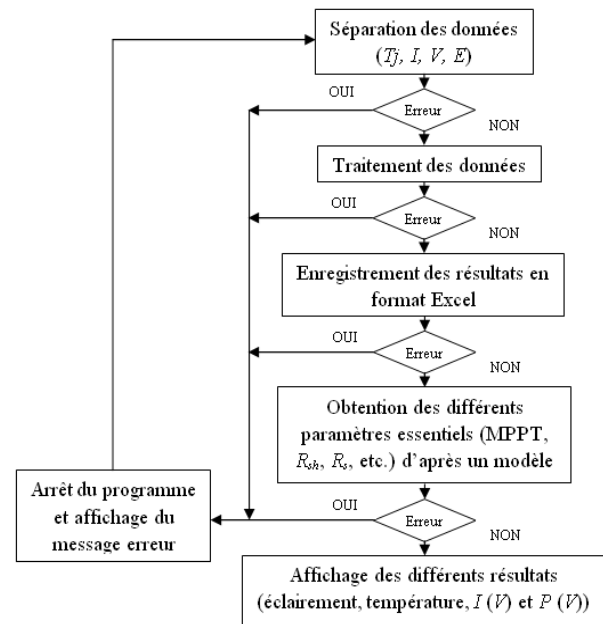 Séparation des données
(Tj, I, V, E)
OUI
Erreur
NON
Traitement des données
OUI
Erreur
NON
Enregistrement des résultats en
format Excel
OUI
Erreur
NON
Obtention des différents
paramètres essentiels (MPPT,
Rsh, Rs, etc.) d'après un modèle
Arrêt du programme
et affichage du
message erreur
OUI
Erreur
NON
Affichage des différents résultats
(éclairement, température, I (V) et P (V))